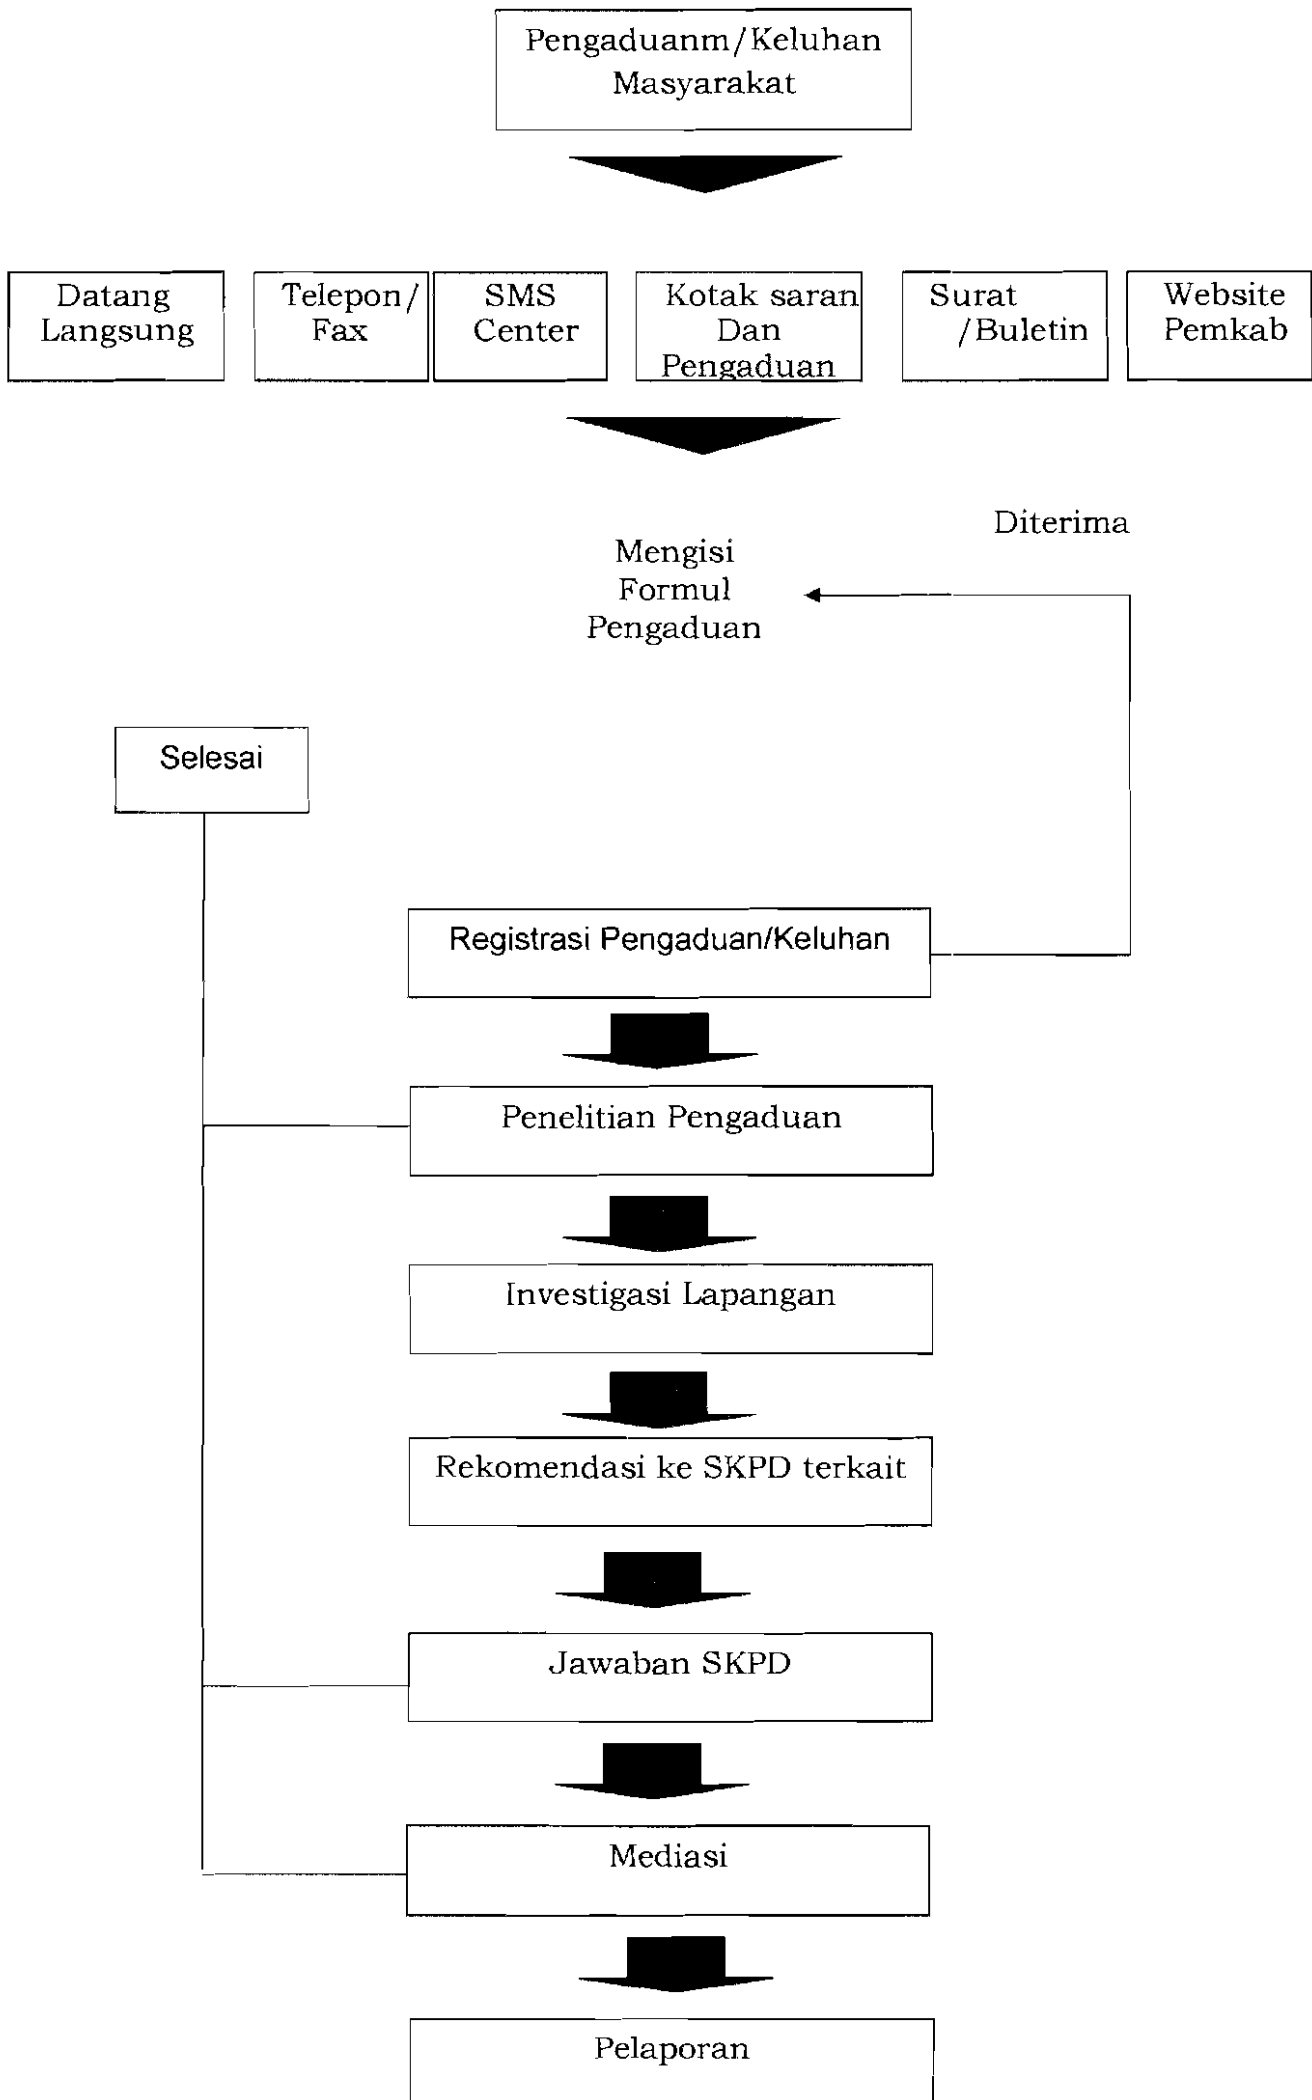 Pengaduanm/Keluhan
Masyarakat
Datang
Langsung
Telepon/
Fax
SMS
Center
Kotak saran
Dan
Pengaduan
Surat
/Buletin
Website
Pemkab
Diterima
Mengisi
Formul
Pengaduan
Selesai
Registrasi Pengaduan/Keluhan
Penelitian Pengaduan
Investigasi Lapangan
Rekomendasi ke SKPD terkait
Jawaban SKPD
Mediasi
Pelaporan